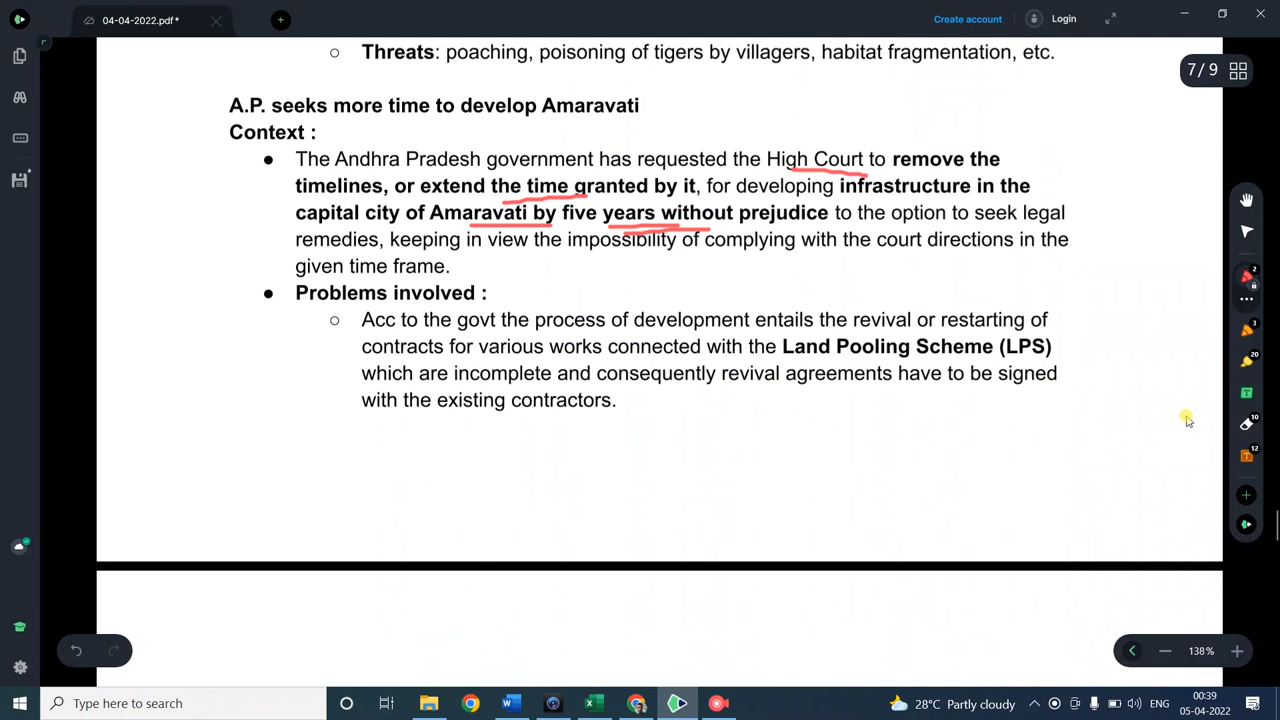 04-04-2022.pdf*
Create account
Login
Threats: poaching, poisoning of tigers by villagers, habitat fragmentation, etc.
7/9
A.P. seeks more time to develop Amaravati
Context :
The Andhra Pradesh government has requested the High Court to remove the
timelines, or extend the time granted by it, for developing infrastructure in the
capital city of Amaravati by five years without prejudice to the option to seek legal
remedies, keeping in view the impossibility of complying with the court directions in the
given time frame.
Problems involved :
Acc to the govt the process of development entails the revival or restarting of
contracts for various works connected with the Land Pooling Scheme (LPS)
which are incomplete and consequently revival agreements have to be signed
with the existing contractors.
2
3
20
10
12
138%
Type here to search
28°C Partly cloudy
ENG
00:39
05-04-2022